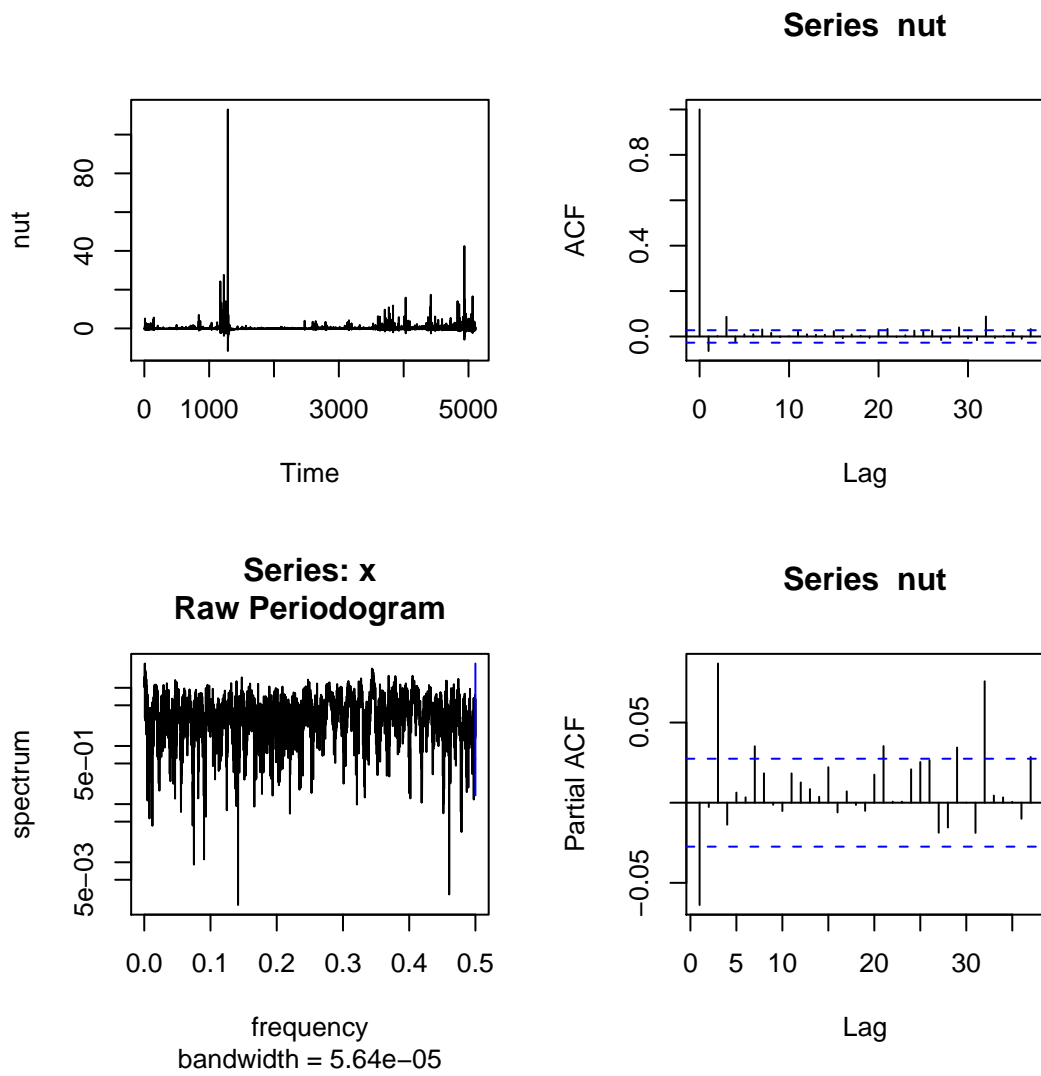 nut
0
40
80
0
1000
3000
5000
Time
Series nut
ACF
0.0
0.4
0.8
0
10
20
30
Lag
Series: x
Raw Periodogram
spectrum
5e−03
5e−01
0.0
0.1
0.2
0.3
0.4
0.5
frequency
bandwidth = 5.64e−05
Series nut
Partial ACF
−0.05
0.05
0
5
20
30
Lag